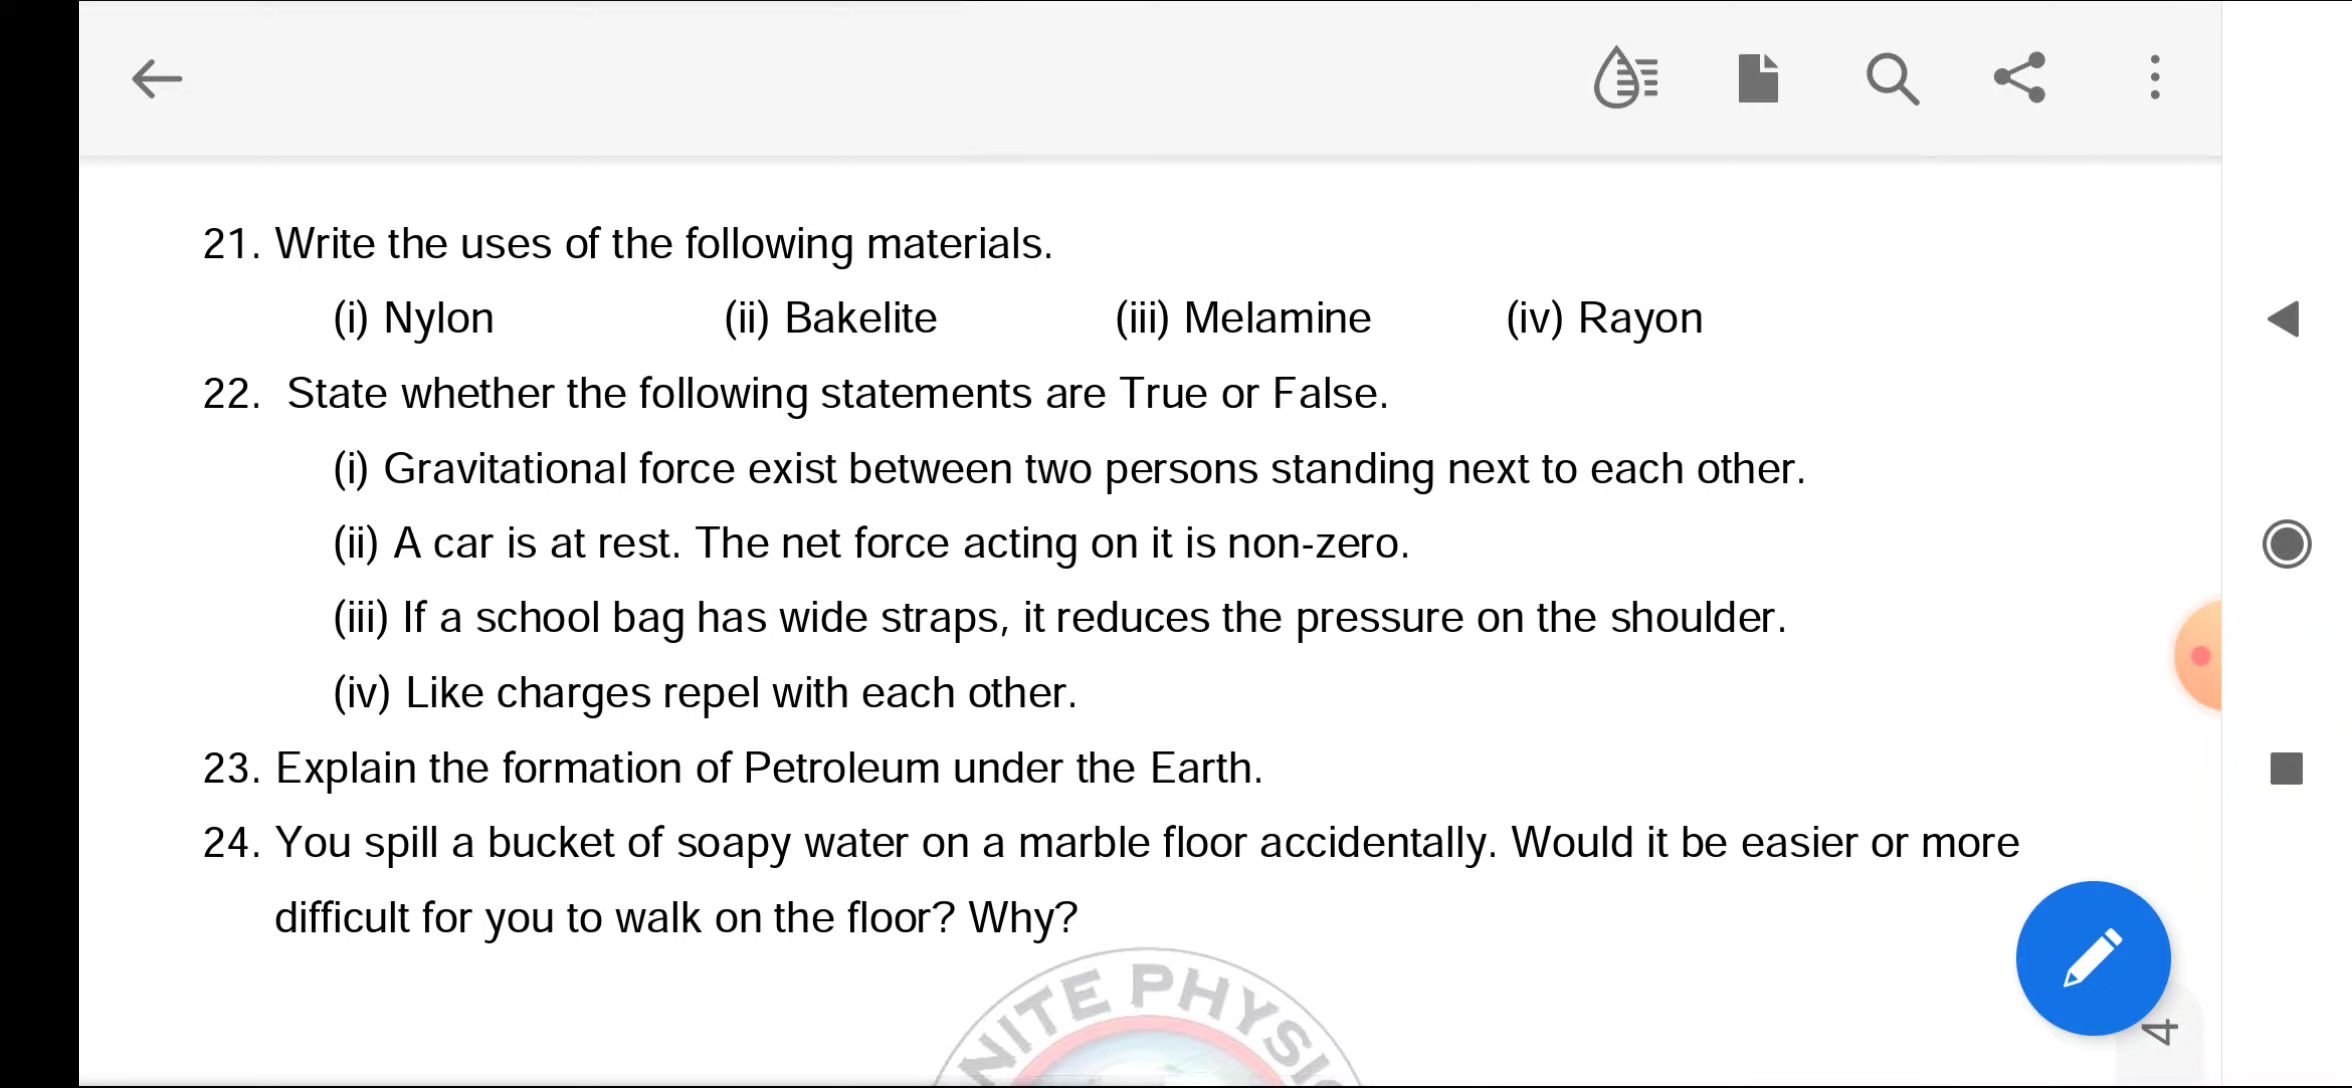 21. Write the uses of the following materials.
(i) Nylon (ii) Bakelite (iii) Melamine (iv) Rayon
22. State whether the following statements are True or False.
(i) Gravitational force exist between two persons standing next to each other.
(ii) A car is at rest. The net force acting on it is non-zero.
(iii) If a school bag has wide straps, it reduces the pressure on the shoulder.
(iv) Like charges repel with each other.
23. Explain the formation of Petroleum under the Earth.
24. You spill a bucket of soapy water on a marble floor accidentally. Would it be easier or more
difficult for you to walk on the floor? Why?
4